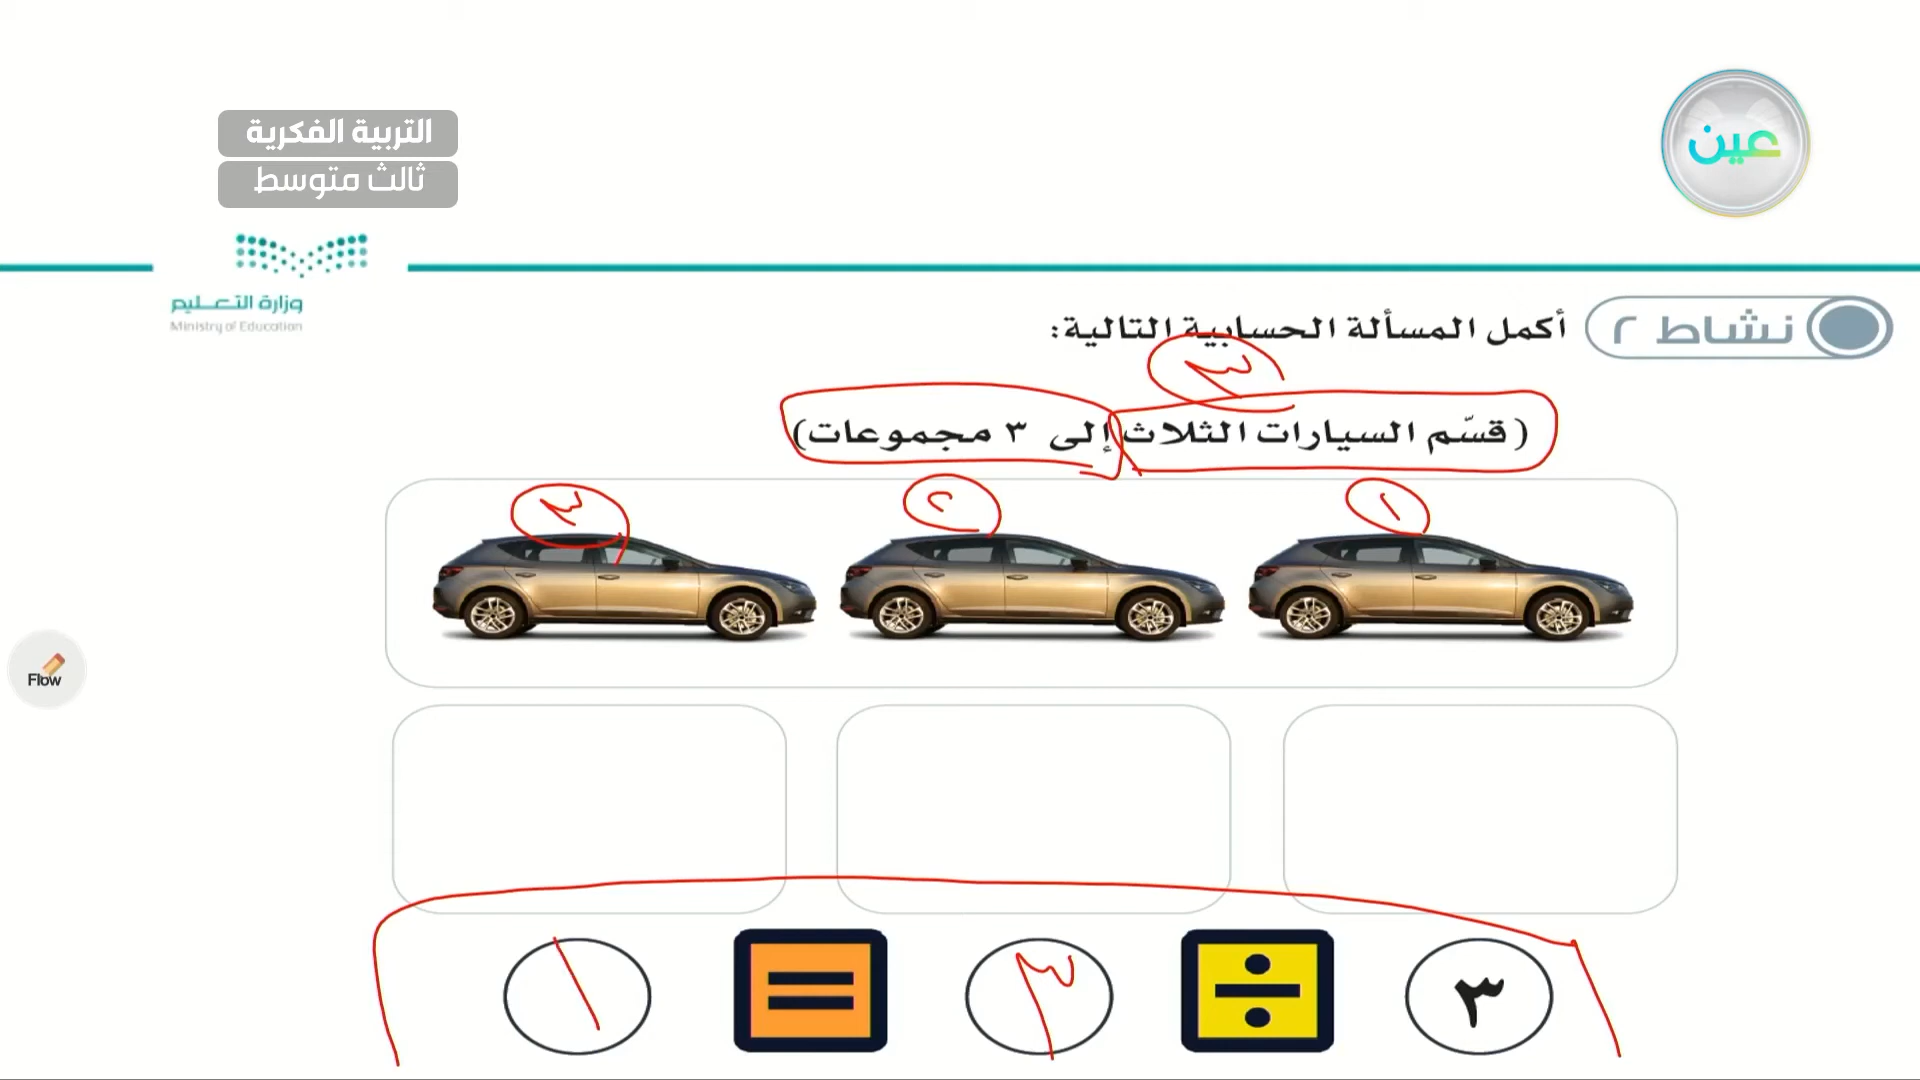 التربية الفكرية
ثالث متوسط
عين
وزارة التعليم
Ministry of Education
نشاط ٢
أكمل المسألة الحسابية التالية:
٣
(قسّم السيارات الثلاث إلى ٣ مجموعات)
١ ٢ ٣
Flow
٣ ÷ ٣ = ١